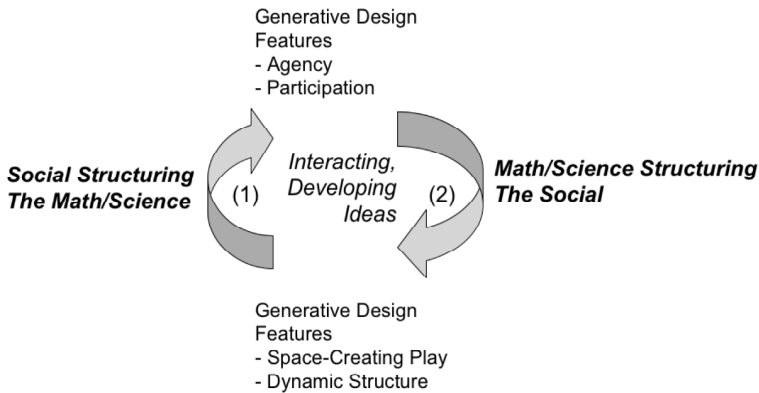 Generative Design
Features
- Agency
- Participation
Social Structuring
The Math/Science
(1)
Interacting,
Developing
Ideas
(2)
Math/Science Structuring
The Social
Generative Design
Features
- Space-Creating Play
- Dynamic Structure